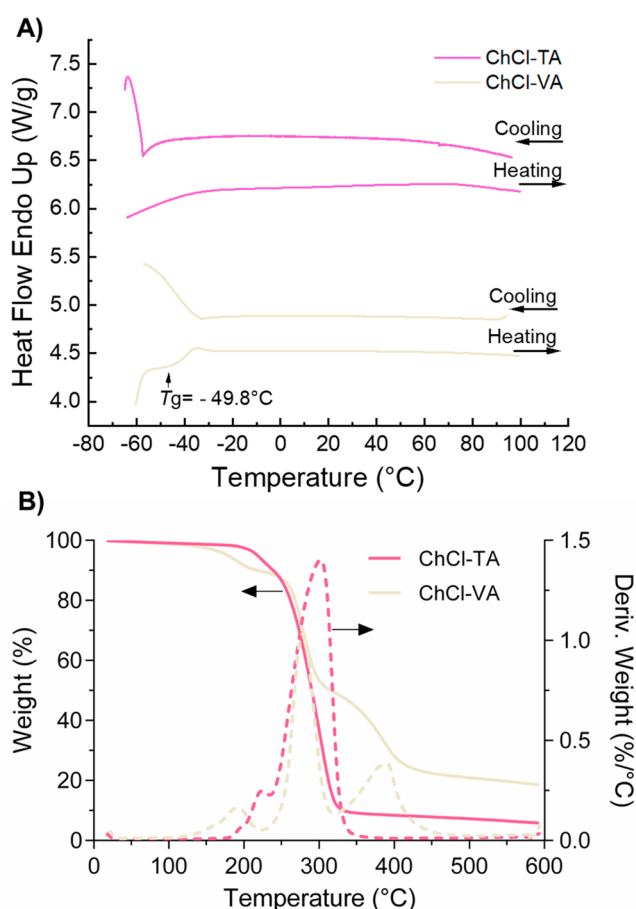 A)
ChCl-TA
ChCl-VA
Heat Flow Endo Up (W/g)
7.5
7.0
6.5
6.0
5.5
5.0
4.5
4.0
Cooling
Heating
Cooling
Heating
Tg= - 49.8°C
-80 -60 -40 -20 0 20 40 60 80 100 120
Temperature (°C)
B)
ChCl-TA
ChCl-VA
Weight (%)
100
80
60
40
20
0
1.5
1.0
0.5
0.0
Deriv. Weight (%/°C)
0 100 200 300 400 500 600
Temperature (°C)